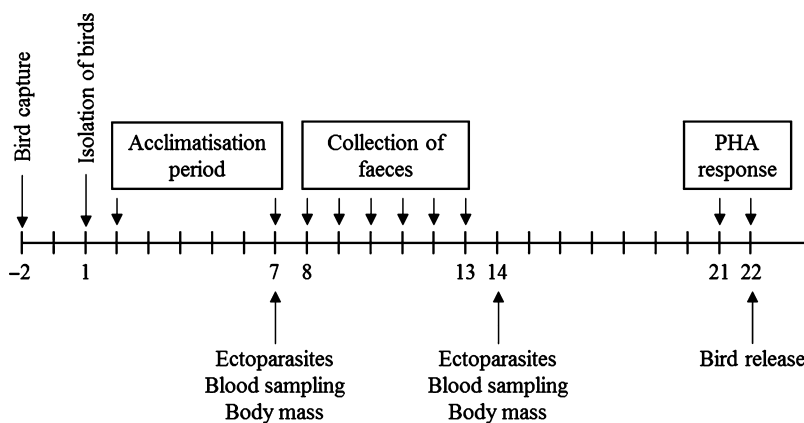 Bird capture
Isolation of birds
Acclimatisation
period
Collection of
faeces
PHA
response
–2
1
7
8
13
14
21
22
Ectoparasites
Blood sampling
Body mass
Ectoparasites
Blood sampling
Body mass
Bird release